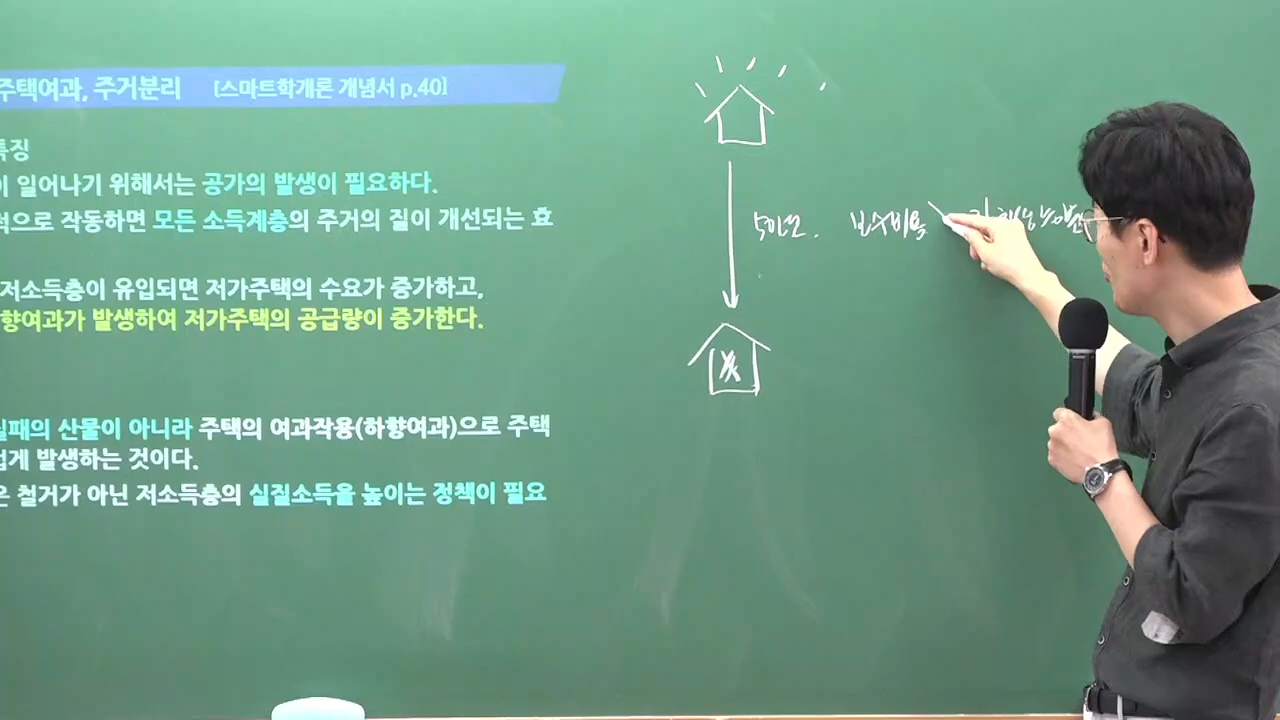 주택여과, 주거분리 [스마트학개론 개념서 p.40]
특징
이 일어나기 위해서는 공가의 발생이 필요하다.
적으로 작동하면 모든 소득계층의 주거의 질이 개선되는 효
저소득층이 유입되면 저가주택의 수요가 증가하고,
향여과가 발생하여 저가주택의 공급량이 증가한다.
실패의 산물이 아니라 주택의 여과작용(하향여과)으로 주택
럽게 발생하는 것이다.
은 철거가 아닌 저소득층의 실질소득을 높이는 정책이 필요
보수비용